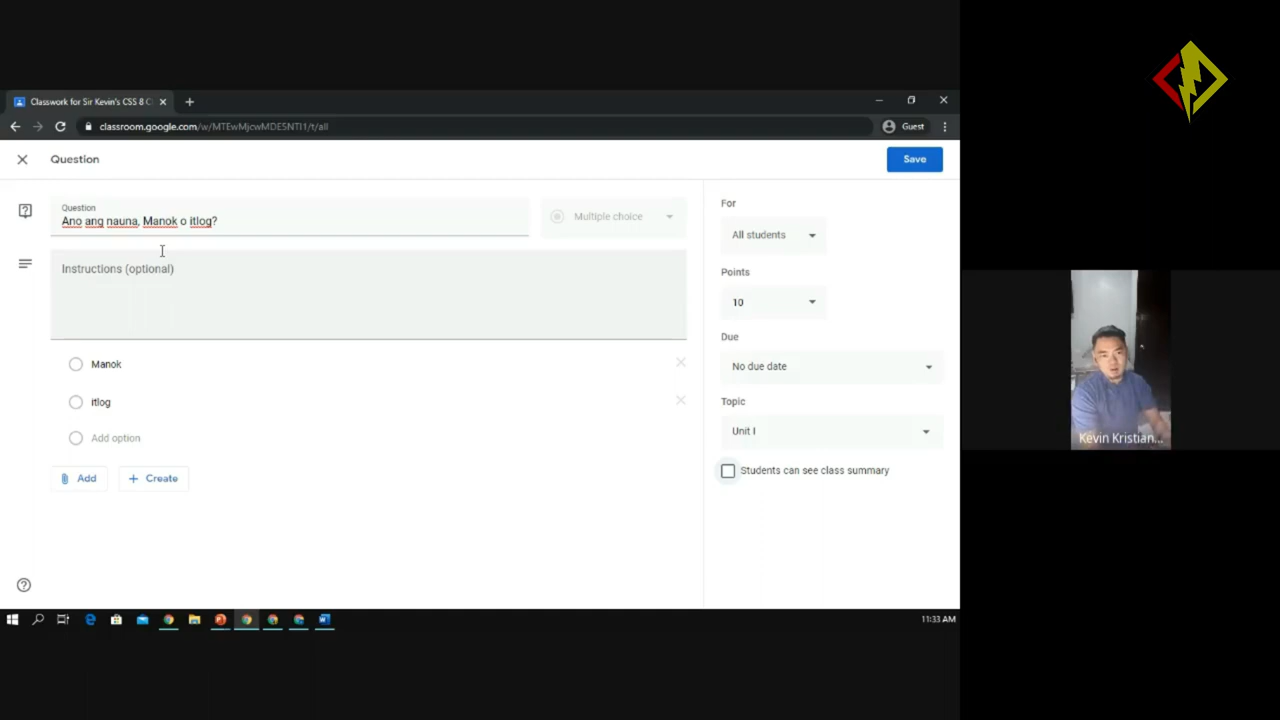 Classwork for Sir Kevin's CSS 8 C
classroom.google.com/w/MTEwMjcwMDE5NTI1/t/all
Guest
Question
Save
Question
Ano ang nauna, Manok o itlog?
Multiple choice
Instructions (optional)
Manok
itlog
Add option
Add
Create
For
All students
Points
10
Due
No due date
Topic
Unit I
Students can see class summary
Kevin Kristian...
11:33 AM